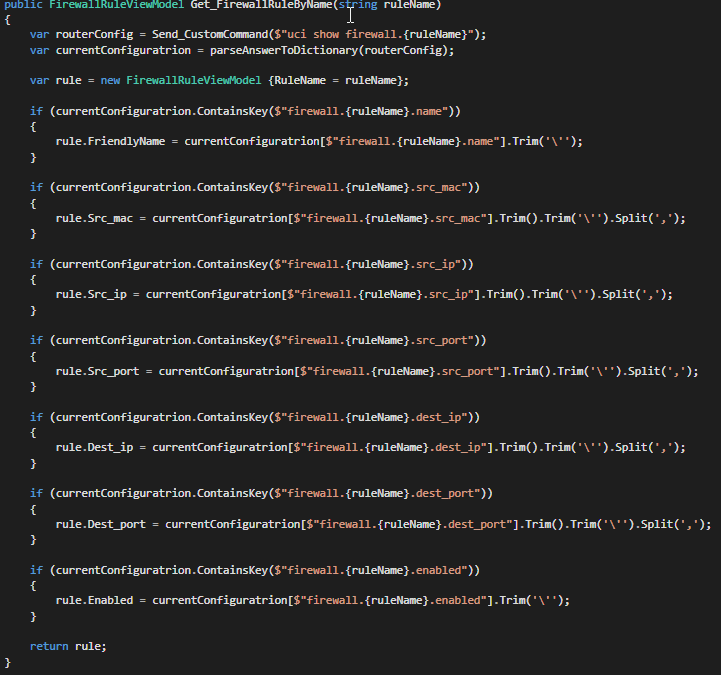 public FirewallRuleViewModel Get_FirewallRuleByName(string ruleName)
{
var routerConfig = Send_CustomCommand($"uci show firewall.{ruleName}");
var currentConfiguratrion = parseAnswerToDictionary(routerConfig);
var rule = new FirewallRuleViewModel {RuleName = ruleName};
if (currentConfiguratrion.ContainsKey($"firewall.{ruleName}.name"))
{
rule.FriendlyName = currentConfiguratrion[$"firewall.{ruleName}.name"].Trim('\'');
}
if (currentConfiguratrion.ContainsKey($"firewall.{ruleName}.src_mac"))
{
rule.Src_mac = currentConfiguratrion[$"firewall.{ruleName}.src_mac"].Trim().Trim('\'').Split(',');
}
if (currentConfiguratrion.ContainsKey($"firewall.{ruleName}.src_ip"))
{
rule.Src_ip = currentConfiguratrion[$"firewall.{ruleName}.src_ip"].Trim().Trim('\'').Split(',');
}
if (currentConfiguratrion.ContainsKey($"firewall.{ruleName}.src_port"))
{
rule.Src_port = currentConfiguratrion[$"firewall.{ruleName}.src_port"].Trim().Trim('\'').Split(',');
}
if (currentConfiguratrion.ContainsKey($"firewall.{ruleName}.dest_ip"))
{
rule.Dest_ip = currentConfiguratrion[$"firewall.{ruleName}.dest_ip"].Trim().Trim('\'').Split(',');
}
if (currentConfiguratrion.ContainsKey($"firewall.{ruleName}.dest_port"))
{
rule.Dest_port = currentConfiguratrion[$"firewall.{ruleName}.dest_port"].Trim().Trim('\'').Split(',');
}
if (currentConfiguratrion.ContainsKey($"firewall.{ruleName}.enabled"))
{
rule.Enabled = currentConfiguratrion[$"firewall.{ruleName}.enabled"].Trim('\'');
}
return rule;
}